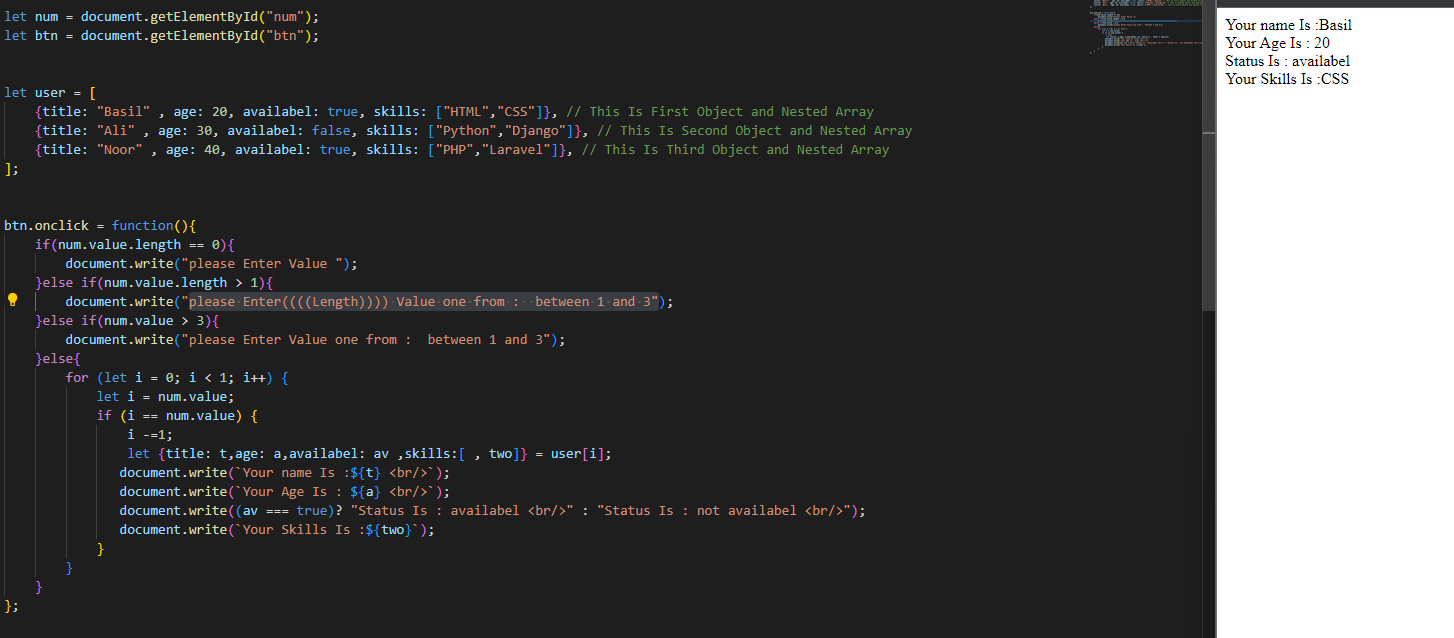 let num = document.getElementById("num");
let btn = document.getElementById("btn");
let user = [
{title: "Basil" , age: 20, availabel: true, skills: ["HTML","CSS"]}, // This Is First Object and Nested Array
{title: "Ali" , age: 30, availabel: false, skills: ["Python","Django"]}, // This Is Second Object and Nested Array
{title: "Noor" , age: 40, availabel: true, skills: ["PHP","Laravel"]}, // This Is Third Object and Nested Array
];
btn.onclick = function(){
if(num.value.length == 0){
document.write("please Enter Value ");
}else if(num.value.length > 1){
document.write("please Enter((((Length)))) Value one from :  between 1 and 3");
}else if(num.value > 3){
document.write("please Enter Value one from :  between 1 and 3");
}else{
for (let i = 0; i < 1; i++) {
let i = num.value;
if (i == num.value) {
i -=1;
let {title: t,age: a,availabel: av ,skills:[ , two]} = user[i];
document.write(`Your name Is :${t} <br/>`);
document.write(`Your Age Is : ${a} <br/>`);
document.write((av === true)? "Status Is : availabel <br/>" : "Status Is : not availabel <br/>");
document.write(`Your Skills Is :${two}`);
}
}
}
};
Your name Is :Basil
Your Age Is : 20
Status Is : availabel
Your Skills Is :CSS